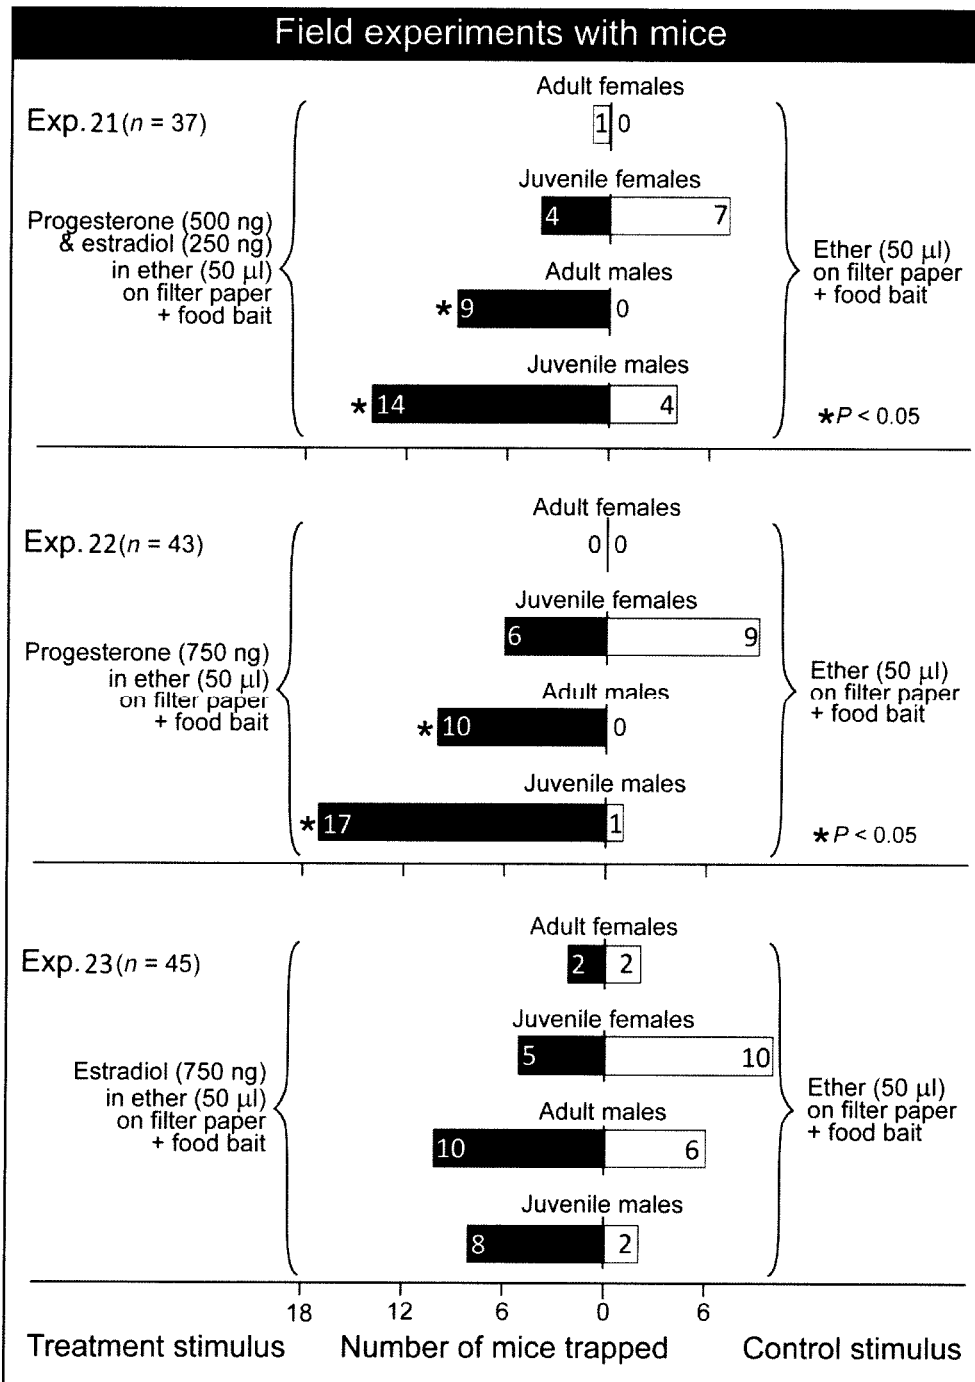 Field experiments with mice
Exp. 21 (n = 37)
Progesterone (500 ng)
& estradiol (250 ng)
in ether (50 µl)
on filter paper
+ food bait
Adult females
1 0
Juvenile females
4 7
Adult males
* 9 0
Juvenile males
* 14 4
Ether (50 µl)
on filter paper
+ food bait
* P < 0.05
Exp. 22 (n = 43)
Progesterone (750 ng)
in ether (50 µl)
on filter paper
+ food bait
Adult females
0 0
Juvenile females
6 9
Adult males
* 10 0
Juvenile males
* 17 1
Ether (50 µl)
on filter paper
+ food bait
* P < 0.05
Exp. 23 (n = 45)
Estradiol (750 ng)
in ether (50 µl)
on filter paper
+ food bait
Adult females
2 2
Juvenile females
5 10
Adult males
10 6
Juvenile males
8 2
Ether (50 µl)
on filter paper
+ food bait
18 12 6 0 6
Treatment stimulus Number of mice trapped Control stimulus